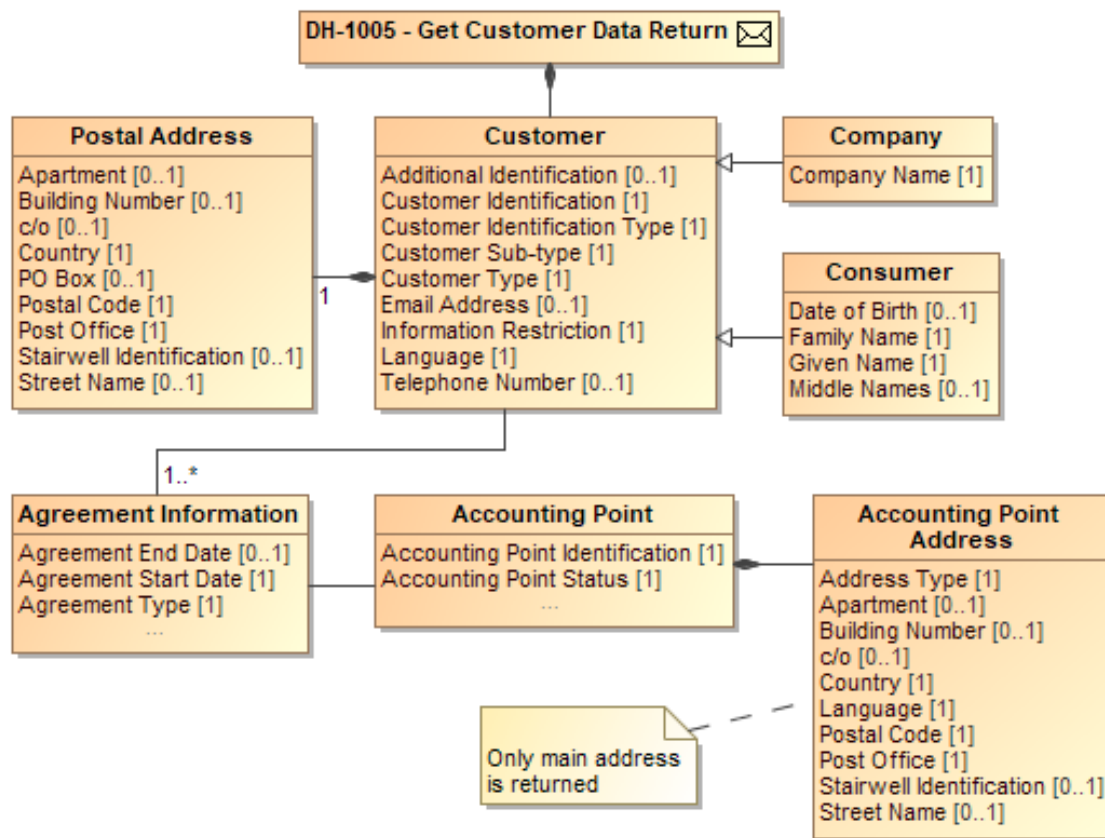 DH-1005 - Get Customer Data Return
Postal Address
Apartment [0..1]
Building Number [0..1]
c/o [0..1]
Country [1]
PO Box [0..1]
Postal Code [1]
Post Office [1]
Stairwell Identification [0..1]
Street Name [0..1]
1
Customer
Additional Identification [0..1]
Customer Identification [1]
Customer Identification Type [1]
Customer Sub-type [1]
Customer Type [1]
Email Address [0..1]
Information Restriction [1]
Language [1]
Telephone Number [0..1]
Company
Company Name [1]
Consumer
Date of Birth [0..1]
Family Name [1]
Given Name [1]
Middle Names [0..1]
1..*
Agreement Information
Agreement End Date [0..1]
Agreement Start Date [1]
Agreement Type [1]
...
Accounting Point
Accounting Point Identification [1]
Accounting Point Status [1]
...
Accounting Point
Address
Address Type [1]
Apartment [0..1]
Building Number [0..1]
c/o [0..1]
Country [1]
Language [1]
Postal Code [1]
Post Office [1]
Stairwell Identification [0..1]
Street Name [0..1]
Only main address
is returned